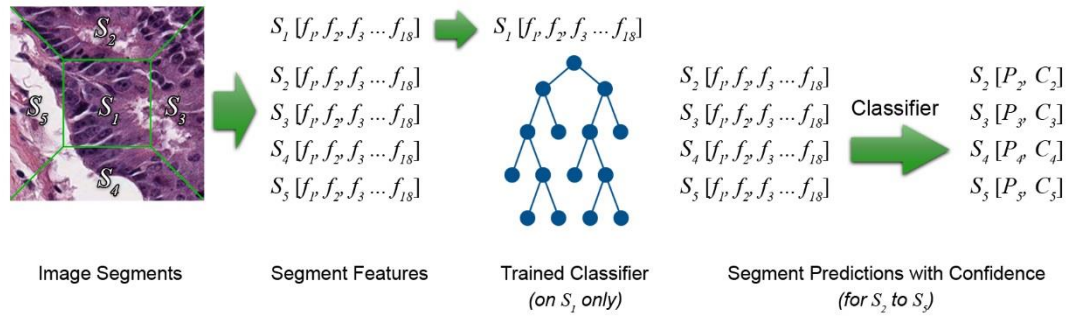 S₂
S₅ S₁ S₃
S₄
S₁ [f₁, f₂, f₃ ... f₁₈]
S₂ [f₁, f₂, f₃ ... f₁₈]
S₃ [f₁, f₂, f₃ ... f₁₈]
S₄ [f₁, f₂, f₃ ... f₁₈]
S₅ [f₁, f₂, f₃ ... f₁₈]
S₁ [f₁, f₂, f₃ ... f₁₈]
S₂ [f₁, f₂, f₃ ... f₁₈]
S₃ [f₁, f₂, f₃ ... f₁₈]
S₄ [f₁, f₂, f₃ ... f₁₈]
S₅ [f₁, f₂, f₃ ... f₁₈]
Classifier
S₂ [P₂, C₂]
S₃ [P₃, C₃]
S₄ [P₄, C₄]
S₅ [P₅, C₅]
Image Segments
Segment Features
Trained Classifier
(on S₁ only)
Segment Predictions with Confidence
(for S₂ to S₅)